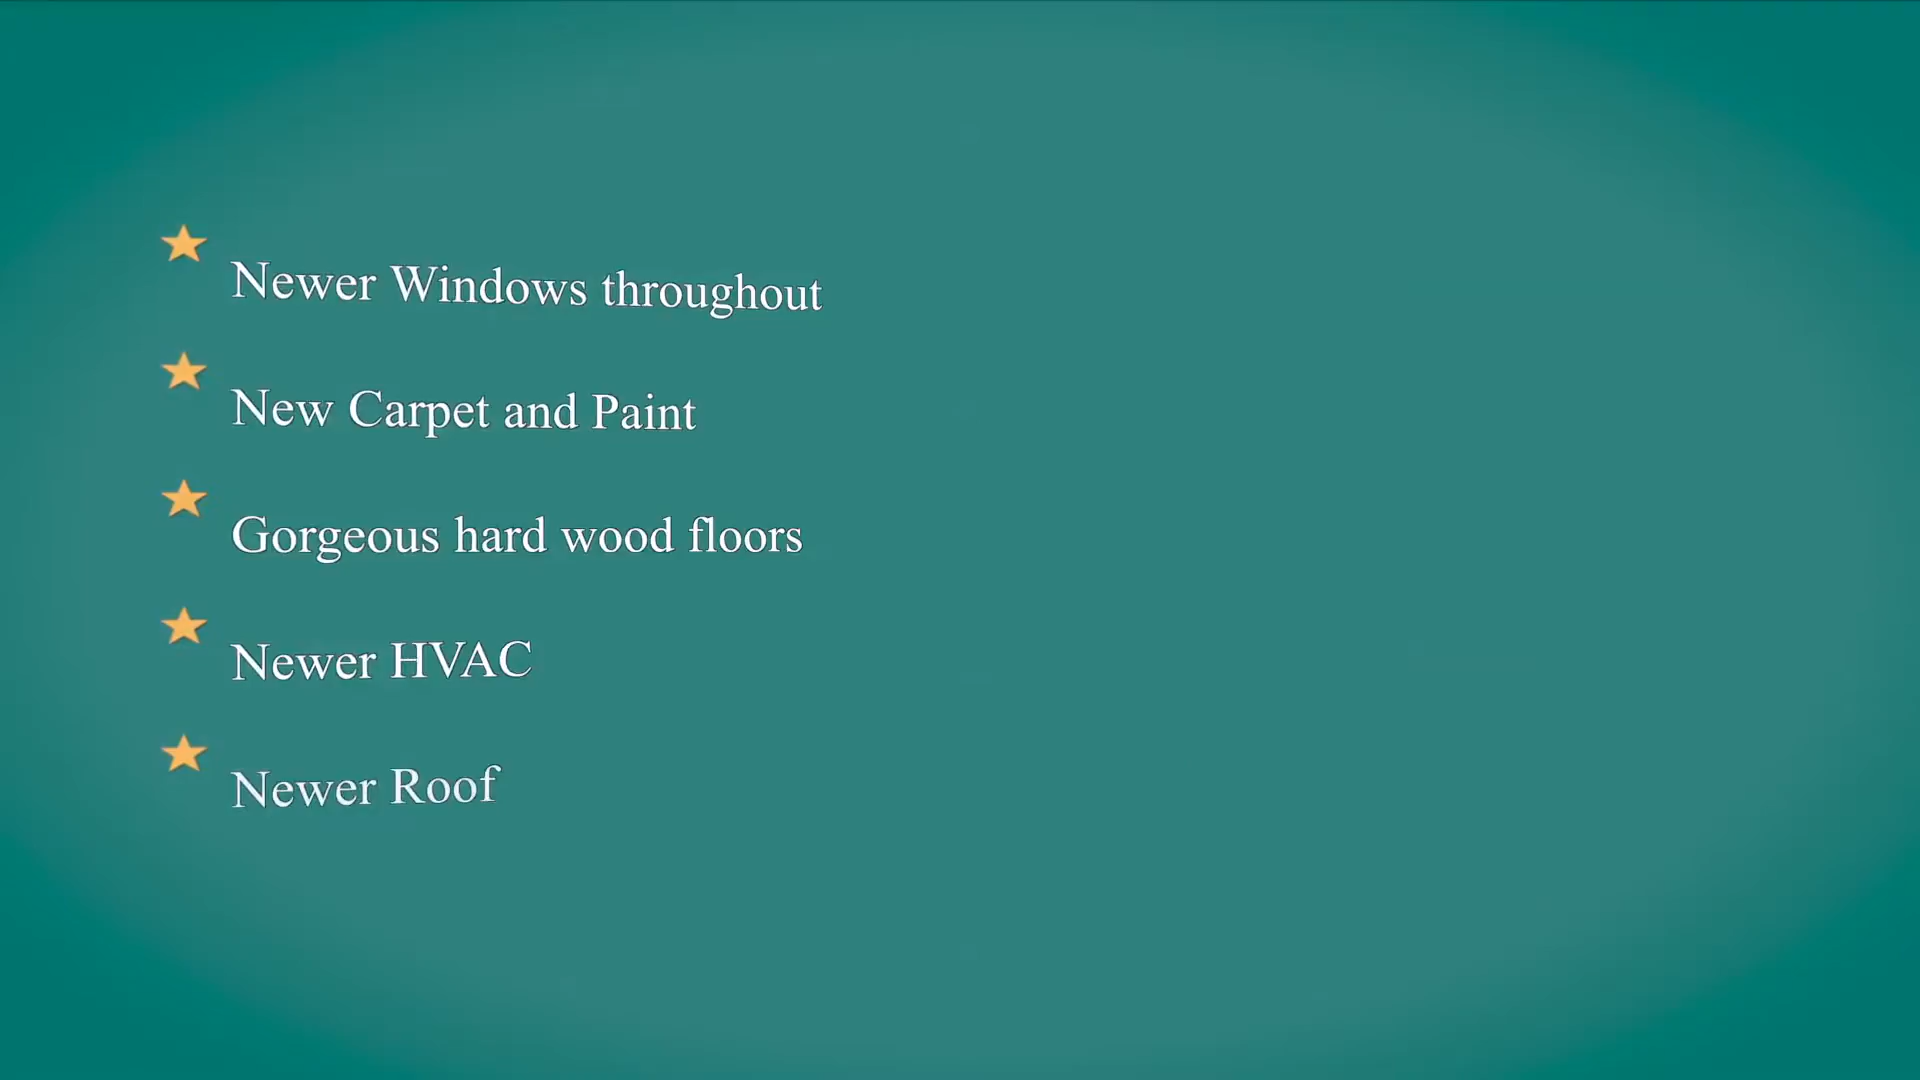 Newer Windows throughout
New Carpet and Paint
Gorgeous hard wood floors
Newer HVAC
Newer Roof